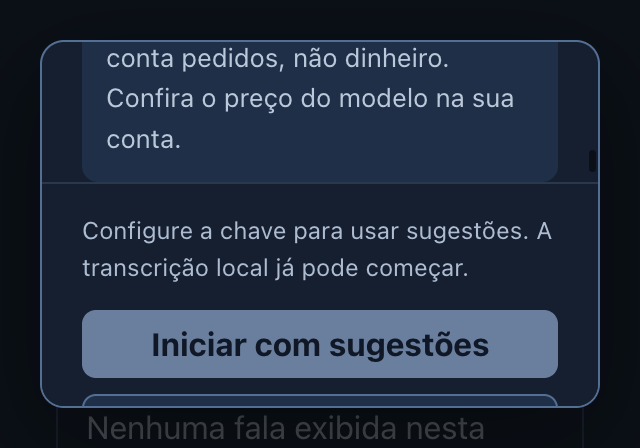 conta pedidos, não dinheiro.
Confira o preço do modelo na sua
conta.
Configure a chave para usar sugestões. A
transcrição local já pode começar.
Iniciar com sugestões
Nenhuma fala exibida nesta